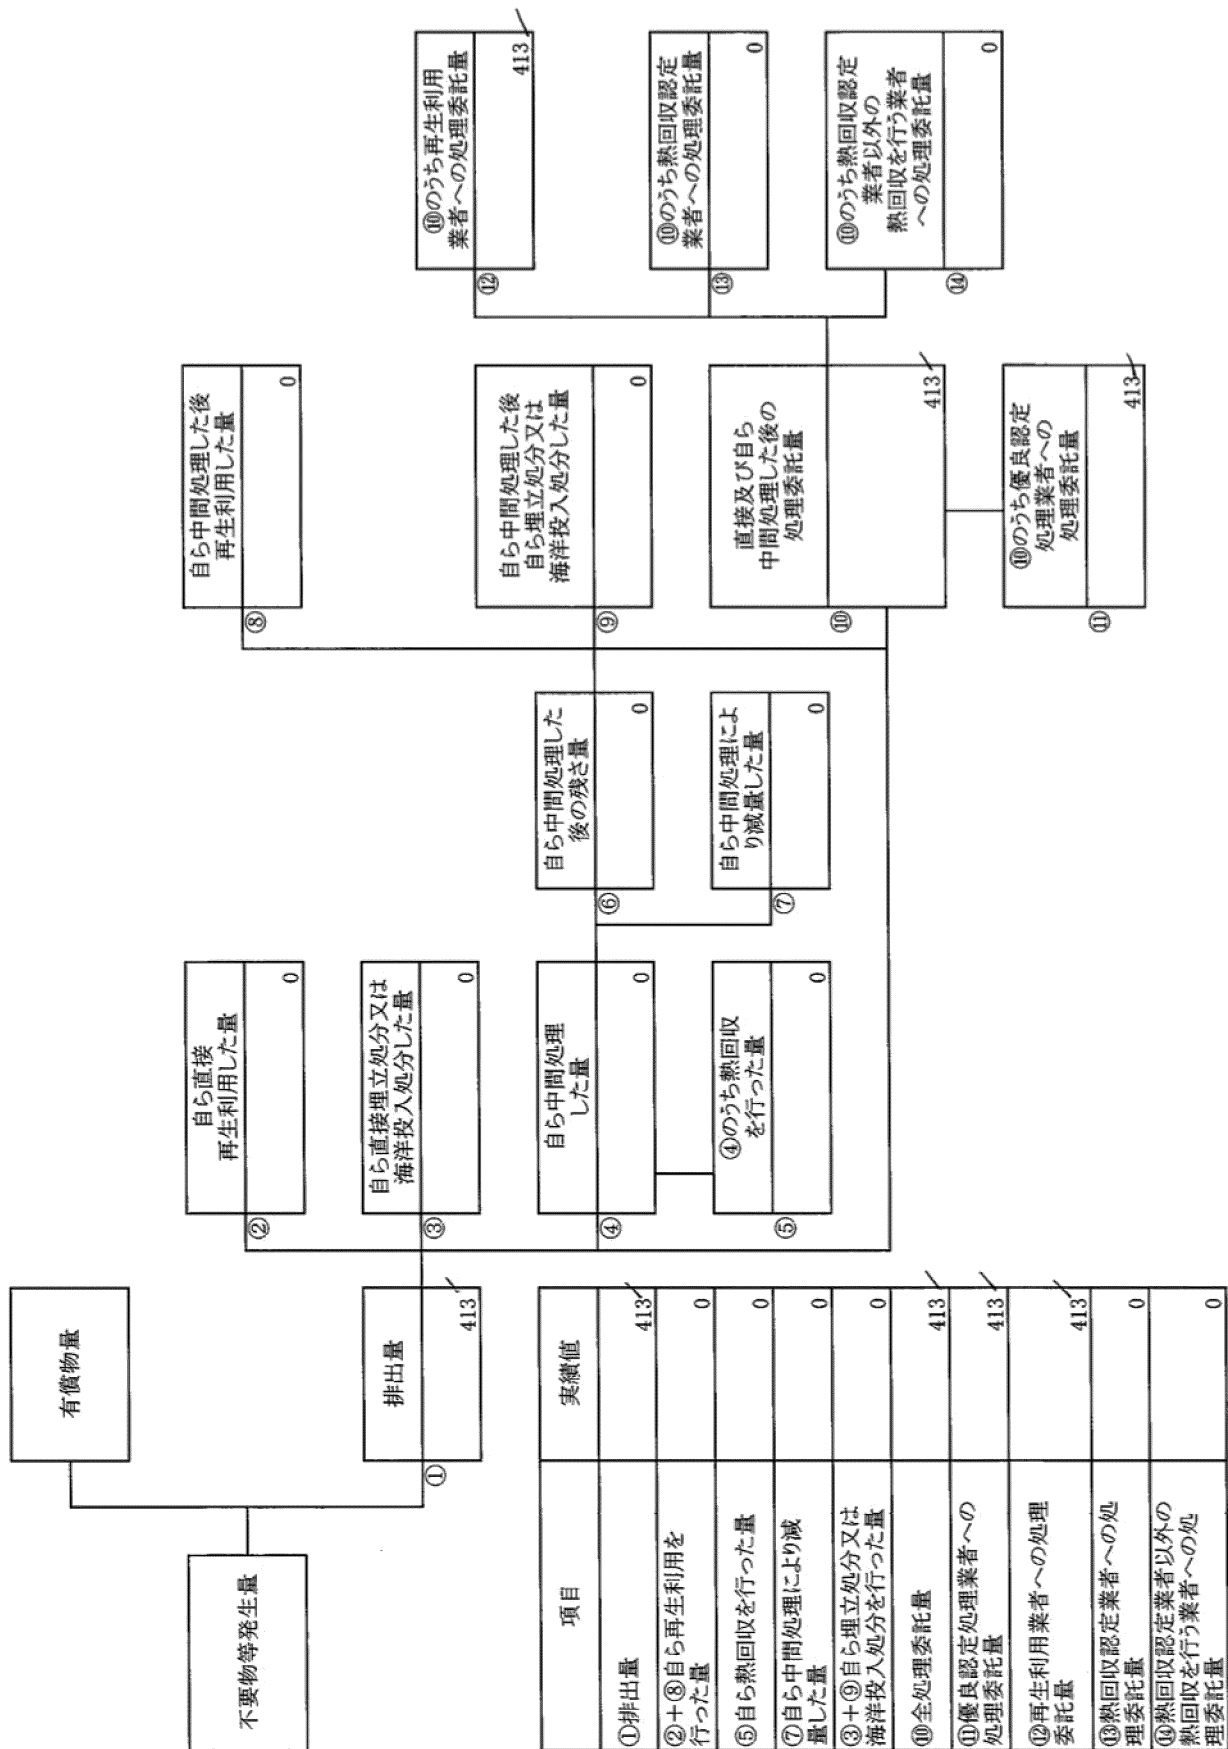 有償物量
不要物等発生量
①
排出量
413
②
自ら直接
再生利用した量
0
③
自ら直接埋立処分又は
海洋投入処分した量
0
④
自ら中間処理
した量
0
⑤
④のうち熱回収
を行った量
0
⑥
自ら中間処理した
後の残さ量
0
⑦
自ら中間処理によ
り減量した量
0
⑧
自ら中間処理した後
再生利用した量
0
⑨
自ら中間処理した後
自ら埋立処分又は
海洋投入処分した量
0
⑩
直接及び自ら
中間処理した後の
処理委託量
413
⑪
⑩のうち優良認定
処理業者への
処理委託量
413
⑫
⑩のうち再生利用
業者への処理委託量
413
⑬
⑩のうち熱回収認定
業者への処理委託量
0
⑭
⑩のうち熱回収認定
業者以外の
熱回収を行う業者
への処理委託量
0
項目 実績値
①排出量 413
②+⑧自ら再生利用を
行った量 0
⑤自ら熱回収を行った量 0
⑦自ら中間処理により減
量した量 0
③+⑨自ら埋立処分又は
海洋投入処分を行った量 0
⑩全処理委託量 413
⑪優良認定処理業者への
処理委託量 413
⑫再生利用業者への処理
委託量 413
⑬熱回収認定業者への処
理委託量 0
⑭熱回収認定業者以外の
熱回収を行う業者への処
理委託量 0